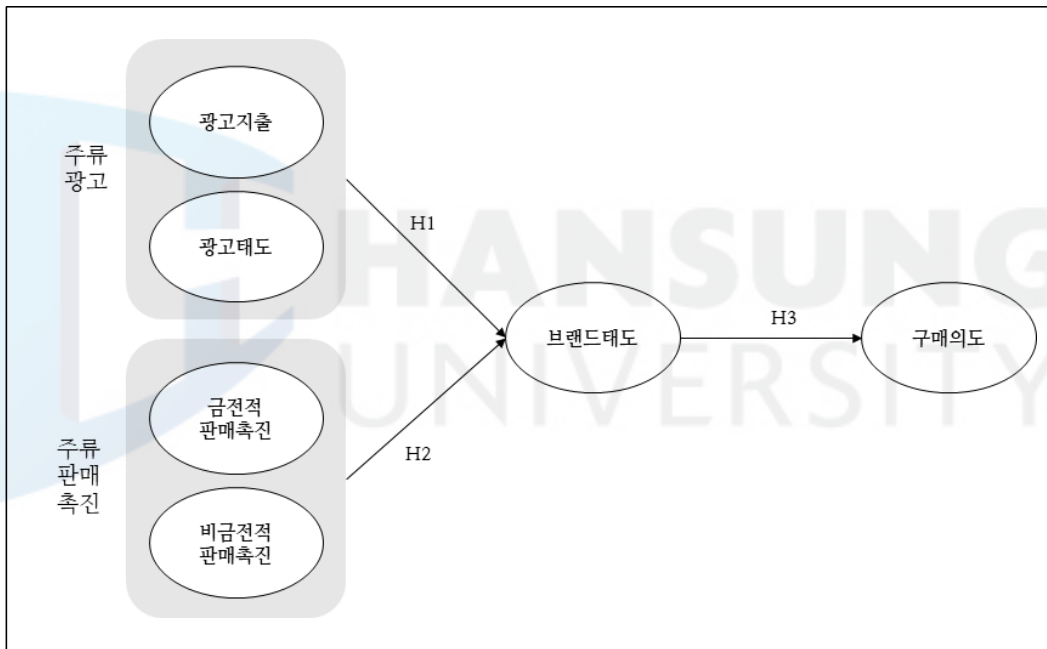 주류
광고
광고지출
광고태도
H1
주류
판매
촉진
금전적
판매촉진
비금전적
판매촉진
H2
브랜드태도
H3
구매의도
HANSUNG
UNIVERSITY